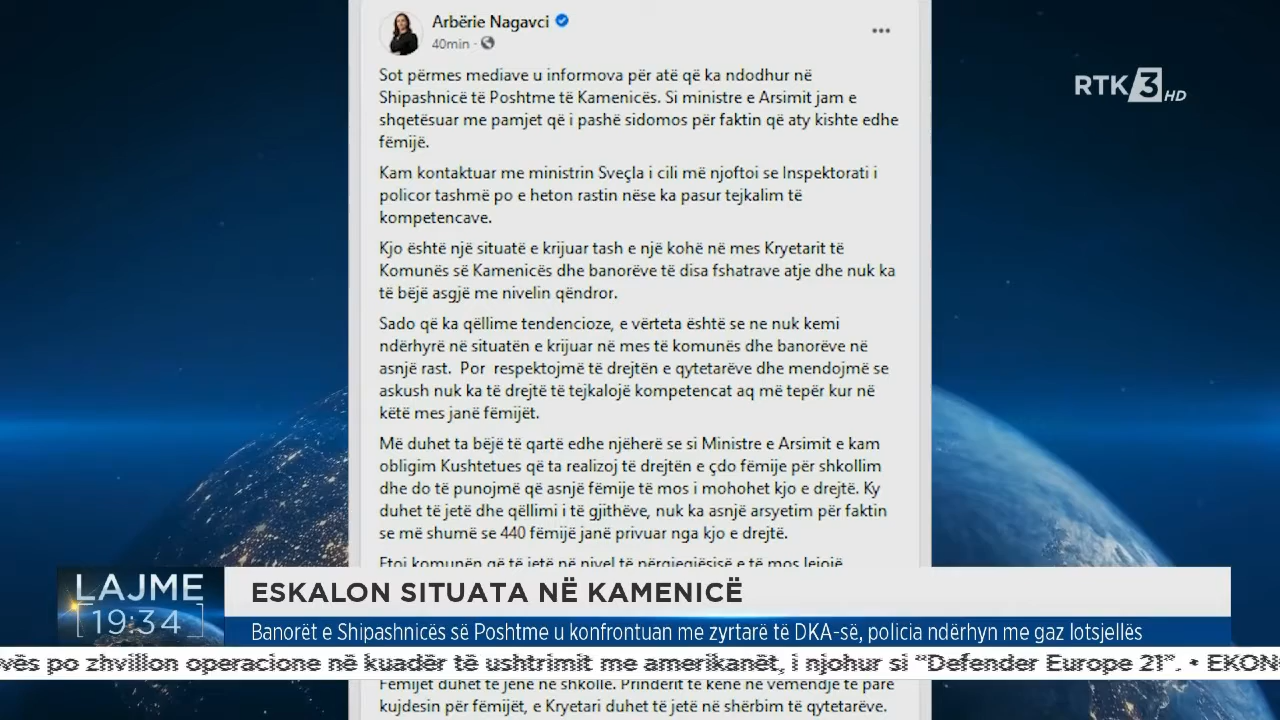 Arbërie Nagavci
40min ·
RTK 3 HD
Sot përmes mediave u informova për atë që ka ndodhur në
Shipashnicë të Poshtme të Kamenicës. Si ministre e Arsimit jam e
shqetësuar me pamjet që i pashë sidomos për faktin që aty kishte edhe
fëmijë.
Kam kontaktuar me ministrin Sveçla i cili më njoftoi se Inspektorati i
policor tashmë po e heton rastin nëse ka pasur tejkalim të
kompetencave.
Kjo është një situatë e krijuar tash e një kohë në mes Kryetarit të
Komunës së Kamenicës dhe banorëve të disa fshatrave atje dhe nuk ka
të bëjë asgjë me nivelin qëndror.
Sado që ka qëllime tendencioze, e vërteta është se ne nuk kemi
ndërhyrë në situatën e krijuar në mes të komunës dhe banorëve në
asnjë rast. Por respektojmë të drejtën e qytetarëve dhe mendojmë se
askush nuk ka të drejtë të tejkalojë kompetencat aq më tepër kur në
këtë mes janë fëmijët.
Më duhet ta bëjë të qartë edhe njëherë se si Ministre e Arsimit e kam
obligim Kushtetues që ta realizoj të drejtën e çdo fëmije për shkollim
dhe do të punojmë që asnjë fëmije të mos i mohohet kjo e drejtë. Ky
duhet të jetë dhe qëllimi i të gjithëve, nuk ka asnjë arsyetim për faktin
se më shumë se 440 fëmijë janë privuar nga kjo e drejtë.
komunën që të jetë në nivel të përgjegjësisë e të mos lejojë
LAJME
19:34
ESKALON SITUATA NË KAMENICË
Banorët e Shipashnicës së Poshtme u konfrontuan me zyrtarë të DKA-së, policia ndërhyn me gaz lotsjellës
vës po zhvillon operacione në kuadër të ushtrimit me amerikanët, i njohur si "Defender Europe 21". • EKON
Fëmijët duhet të jenë në shkollë. Prindërit të kenë në vëmendje të parë
kujdesin për fëmijët, e Kryetari duhet të jetë në shërbim të qytetarëve.